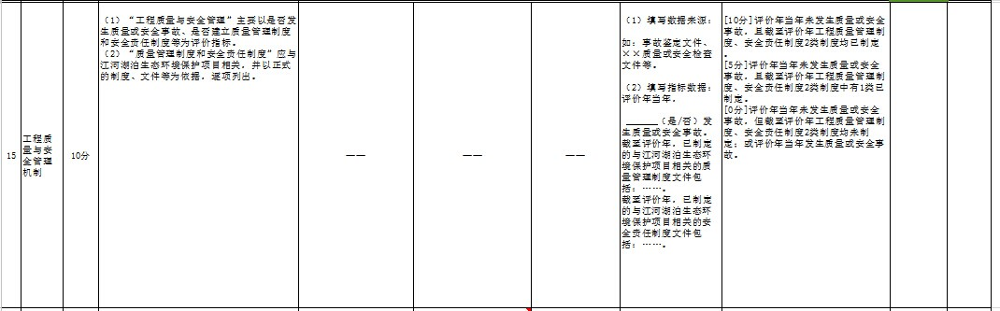 15
工程质
量与安
全管理
机制
10分
(1)“工程质量与安全管理”主要以是否发
生质量或安全事故、是否建立质量管理制度
和安全责任制度等为评价指标。
(2)“质量管理制度和安全责任制度”应与
江河湖泊生态环境保护项目相关，并以正式
的制度、文件等为依据，逐项列出。
——
——
——
(1)填写数据来源：
如：事故鉴定文件、
××质量或安全检查
文件等。
(2)填写指标数据：
评价年当年，
______(是/否)发
生质量或安全事故。
截至评价年，已制定
的与江河湖泊生态环
境保护项目相关的质
量管理制度文件包
括：……。
截至评价年，已制定
的与江河湖泊生态环
境保护项目相关的安
全责任制度文件包
括：……。
[10分]评价年当年未发生质量或安全
事故，且截至评价年工程质量管理制
度、安全责任制度2类制度均已制定
。
[5分]评价年当年未发生质量或安全
事故，且截至评价年工程质量管理制
度、安全责任制度2类制度中有1类已
制定。
[0分]评价年当年未发生质量或安全
事故，但截至评价年工程质量管理制
度、安全责任制度2类制度均未制
定；或评价年当年发生质量或安全事
故。